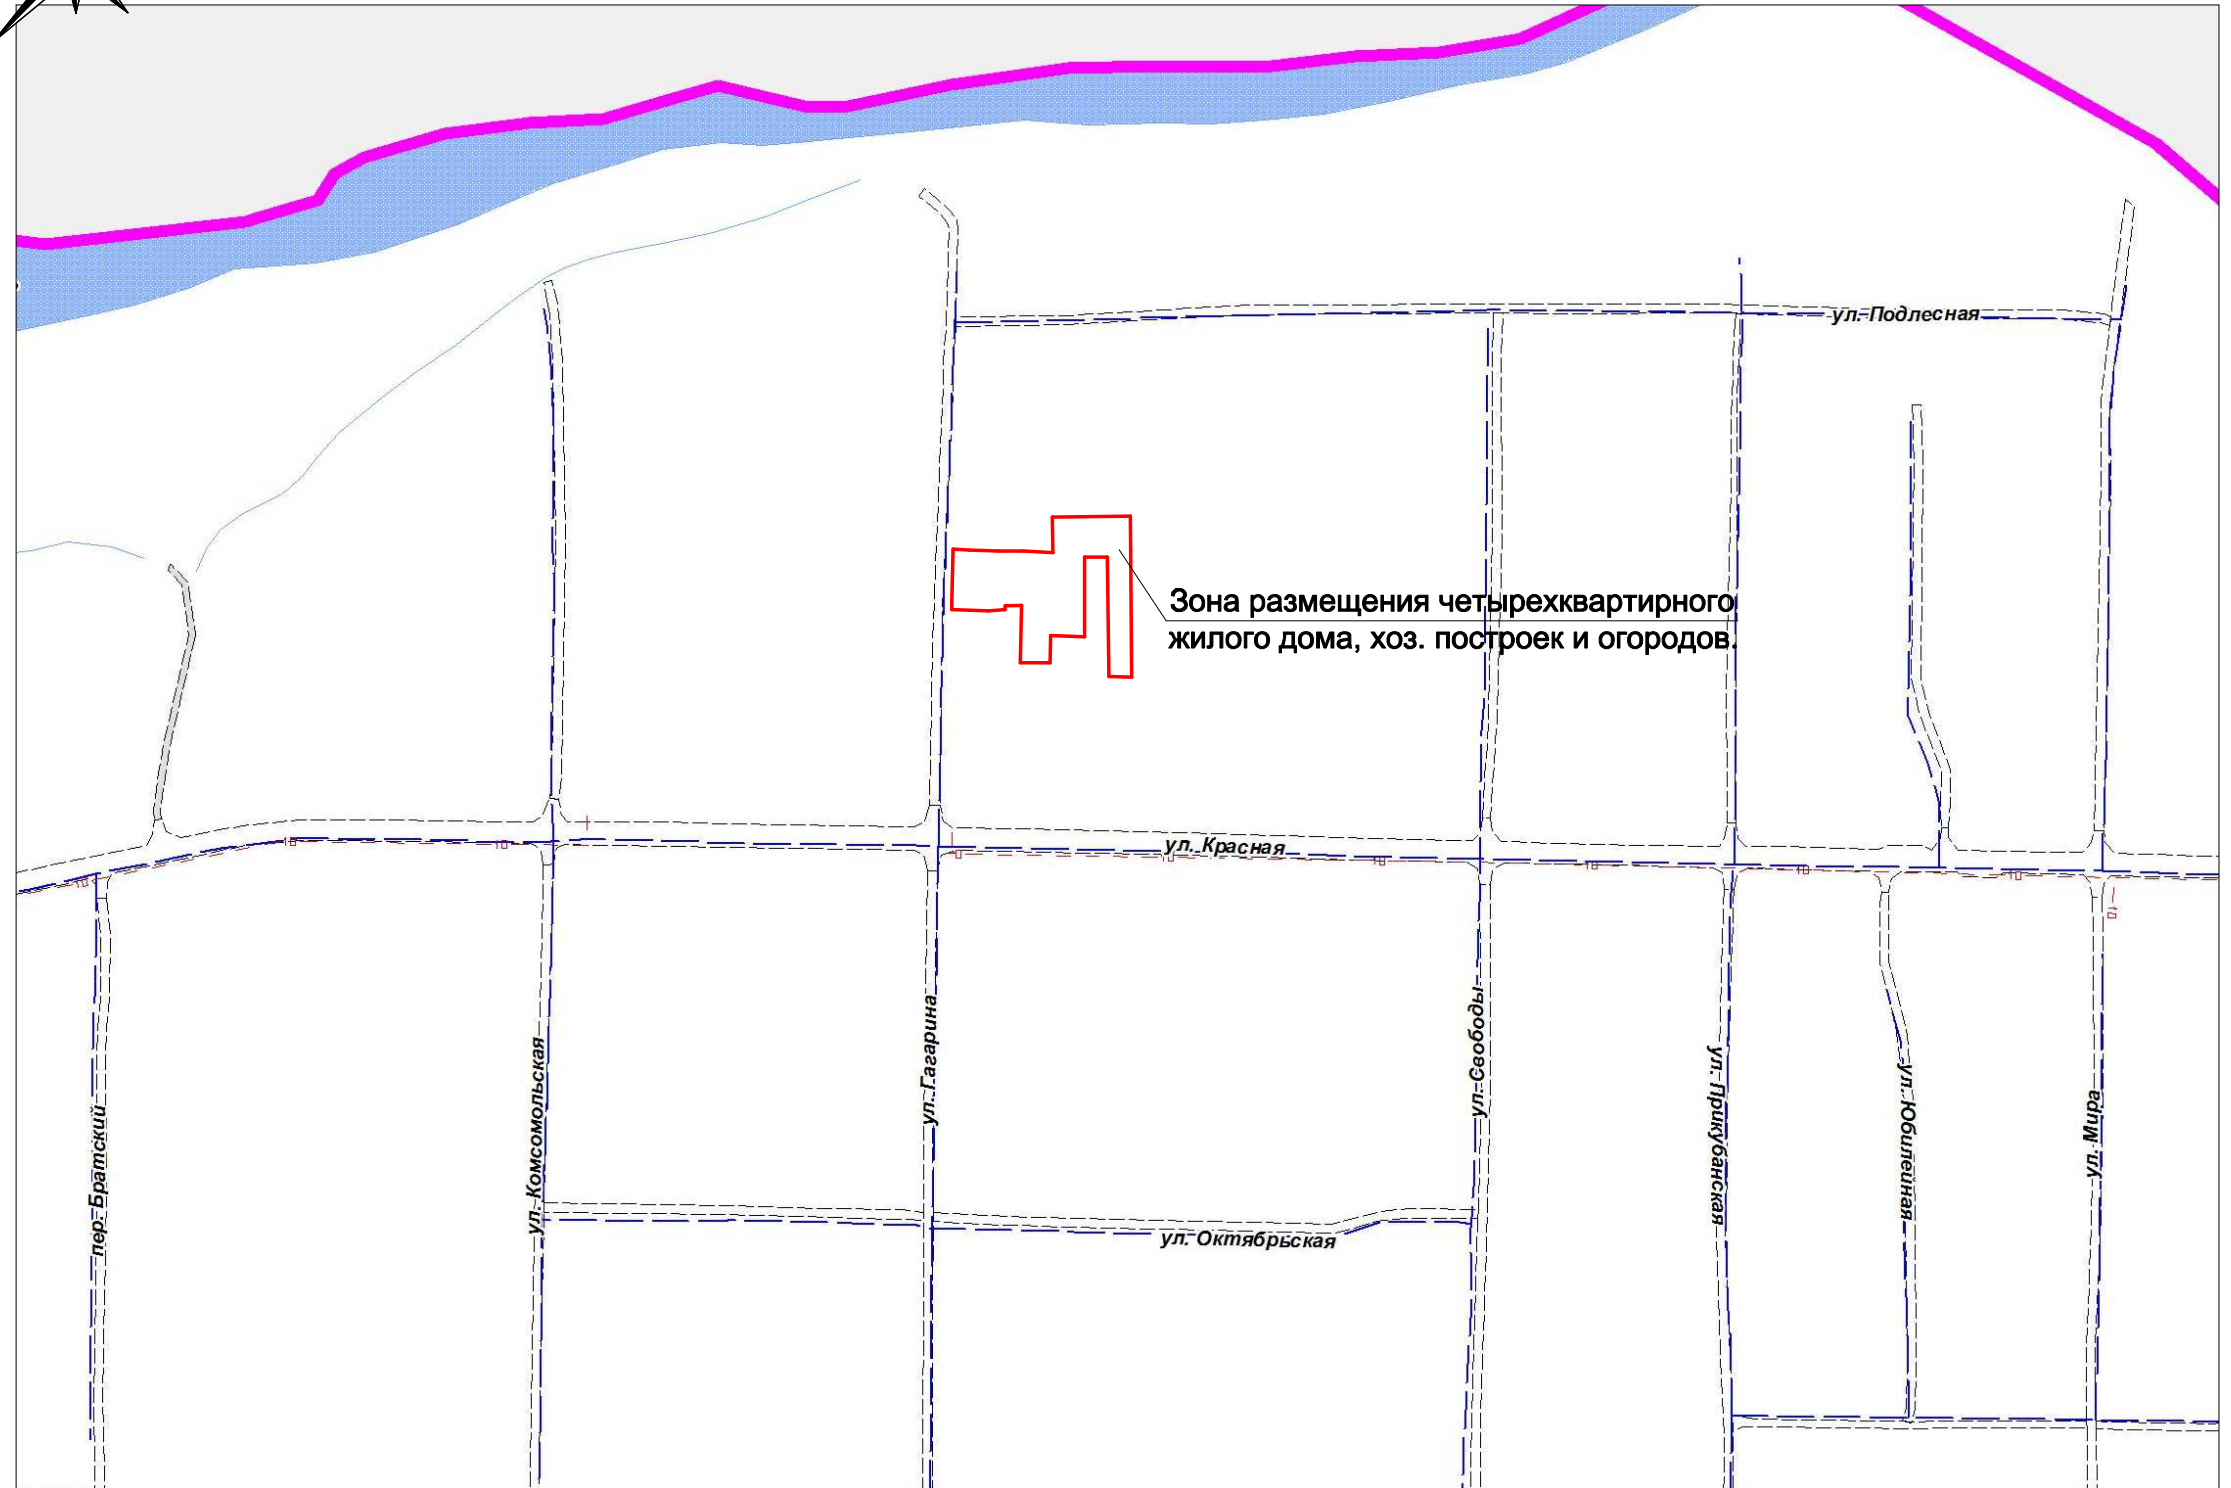 ул. Подлесная
Зона размещения четырехквартирного
жилого дома, хоз. построек и огородов.
ул. Красная
пер. Братский
ул. Комсомольская
ул. Гагарина
ул. Свободы
ул. Прикубанская
ул. Юбилейная
ул. Мира
ул. Октябрьская